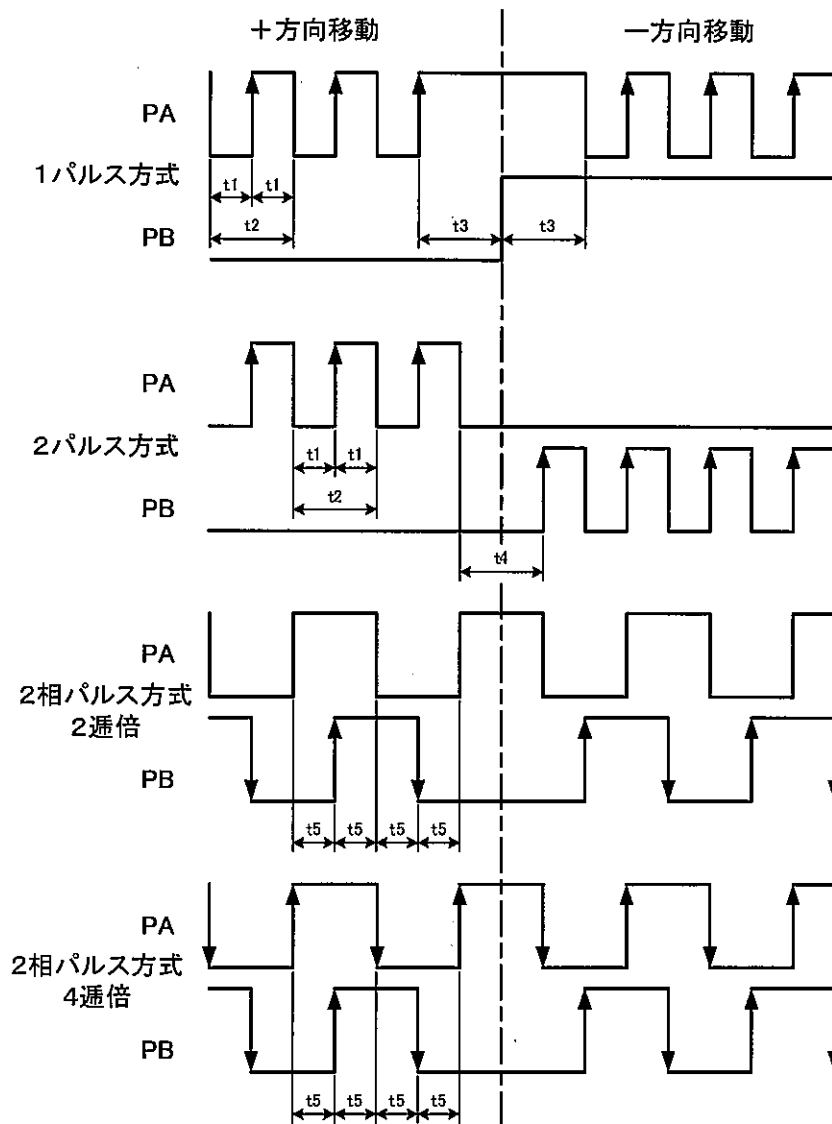 ＋方向移動
－方向移動
PA
1パルス方式
t1 t1
t2
t3 t3
PB
PA
2パルス方式
t1 t1
t2
PB
t4
PA
2相パルス方式
2逓倍
PB
t5 t5 t5 t5
PA
2相パルス方式
4逓倍
PB
t5 t5 t5 t5